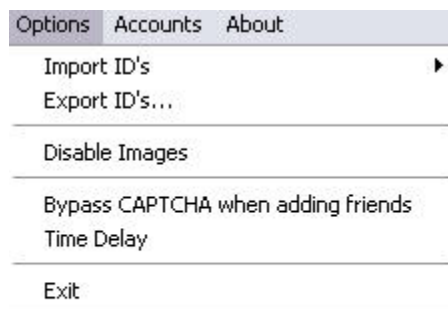 Options Accounts About
Import ID's
Export ID's...
Disable Images
Bypass CAPTCHA when adding friends
Time Delay
Exit